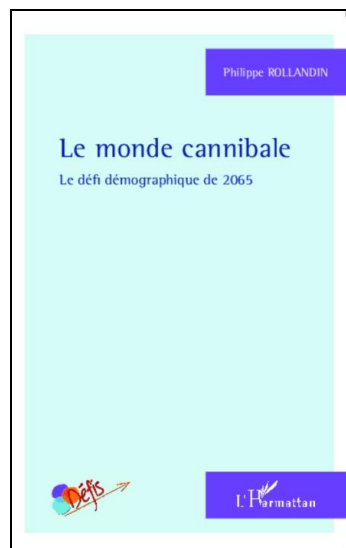 Philippe ROLLANDIN
Le monde cannibale
Le défi démographique de 2065
Défis
L'Harmattan